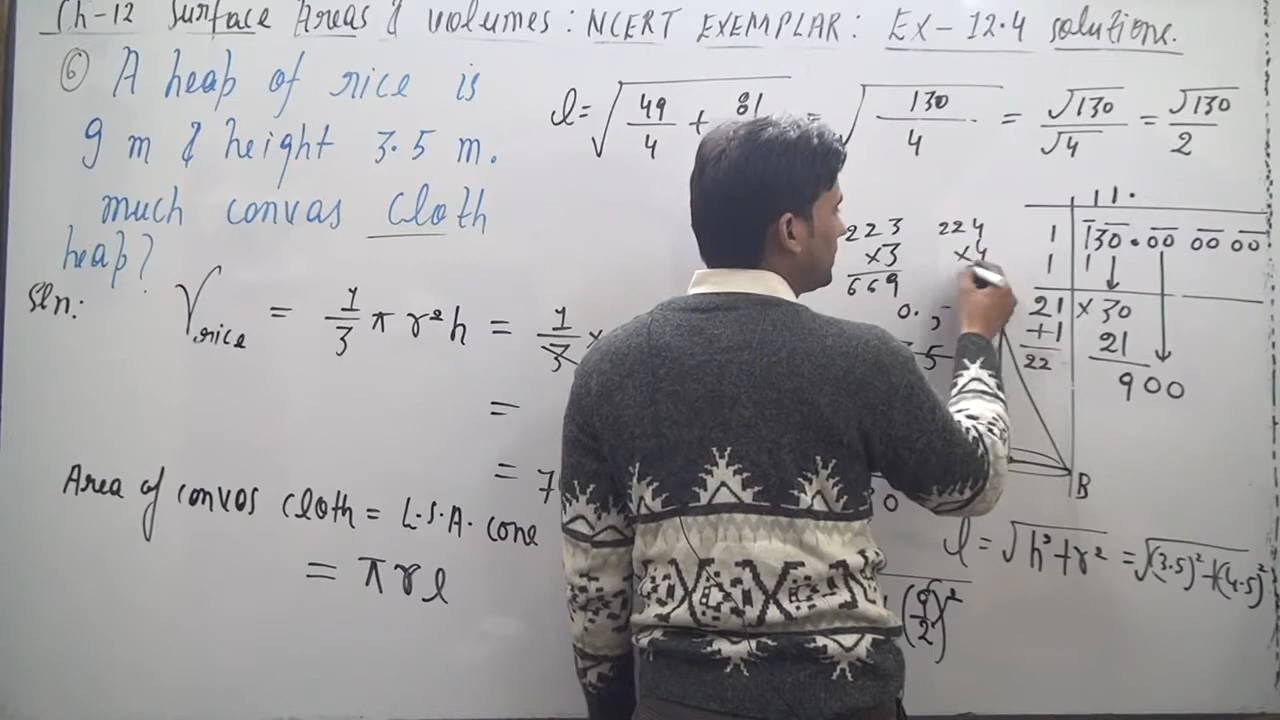 Ch-12 Surface Areas & volumes : NCERT EXEMPLAR : Ex-12.4 solutions.
⑥ A heap of rice is
9 m & height 3.5 m.
much convas cloth
heap?
Soln:
V rice = 1/3 π r² h = 1/3 ×
=
= 7
Area of convas cloth = L.S.A. cone
= π r l
l = √(49/4 + 81 = √(130/4) = √130/√4 = √130/2
223
×3
669
224
×4
11.
1 130.00 00 00
1 1
21 ×30
+1 21
22 900
B
l = √(h² + r²) = √((3.5)² + (4.5)²
(9/2)²